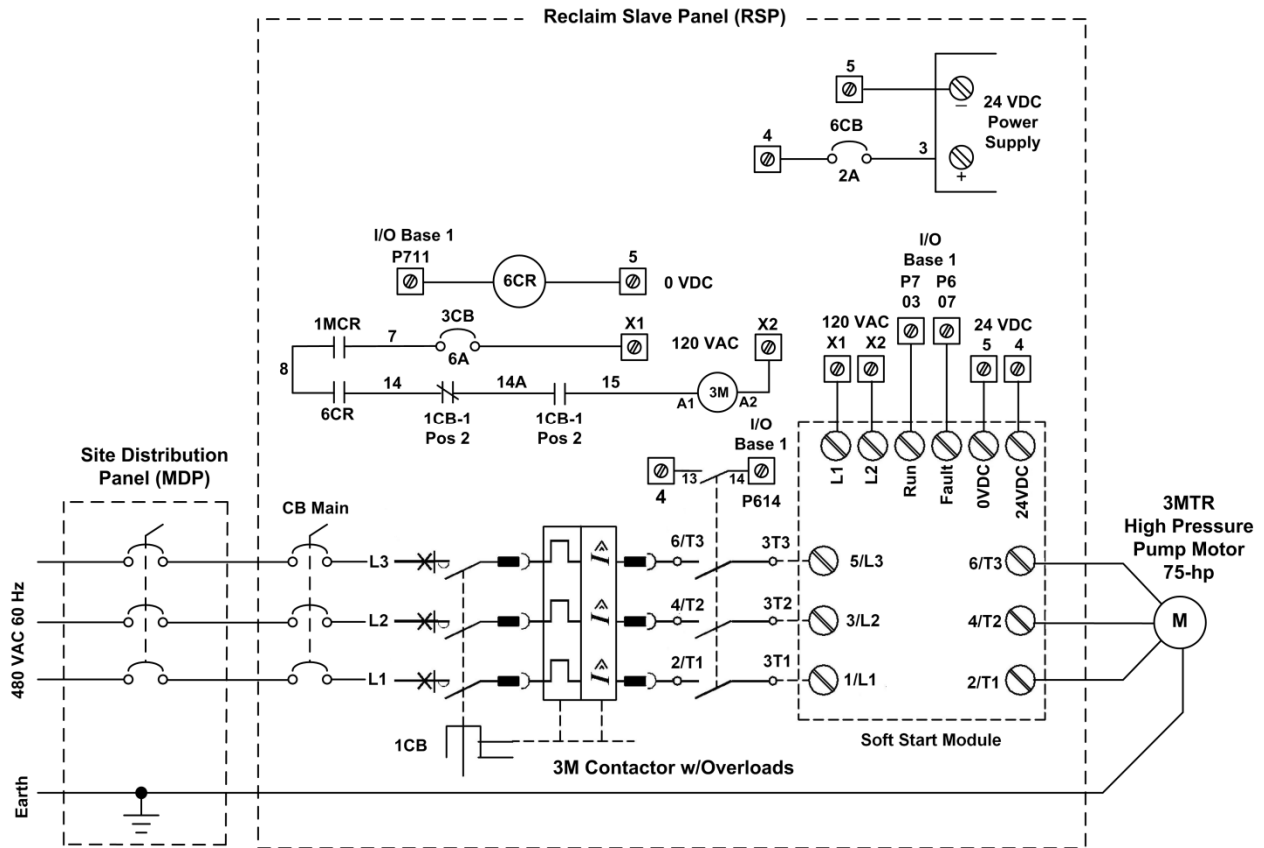 Reclaim Slave Panel (RSP)
5
24 VDC
Power
Supply
–
+
6CB
4
3
2A
I/O Base 1
P711
6CR
5
0 VDC
I/O
Base 1
P7
03
P6
07
1MCR
7
3CB
6A
X1
120 VAC
X2
8
6CR
14
1CB-1
Pos 2
14A
1CB-1
Pos 2
15
A1
3M
A2
120 VAC
X1
X2
24 VDC
5
4
I/O
Base 1
4
13
14
P614
L1
L2
Run
Fault
0VDC
24VDC
Site Distribution
Panel (MDP)
CB Main
480 VAC 60 Hz
L3
L2
L1
I >
I >
I >
6/T3
4/T2
2/T1
3T3
3T2
3T1
5/L3
3/L2
1/L1
6/T3
4/T2
2/T1
3MTR
High Pressure
Pump Motor
75-hp
M
1CB
3M Contactor w/Overloads
Soft Start Module
Earth